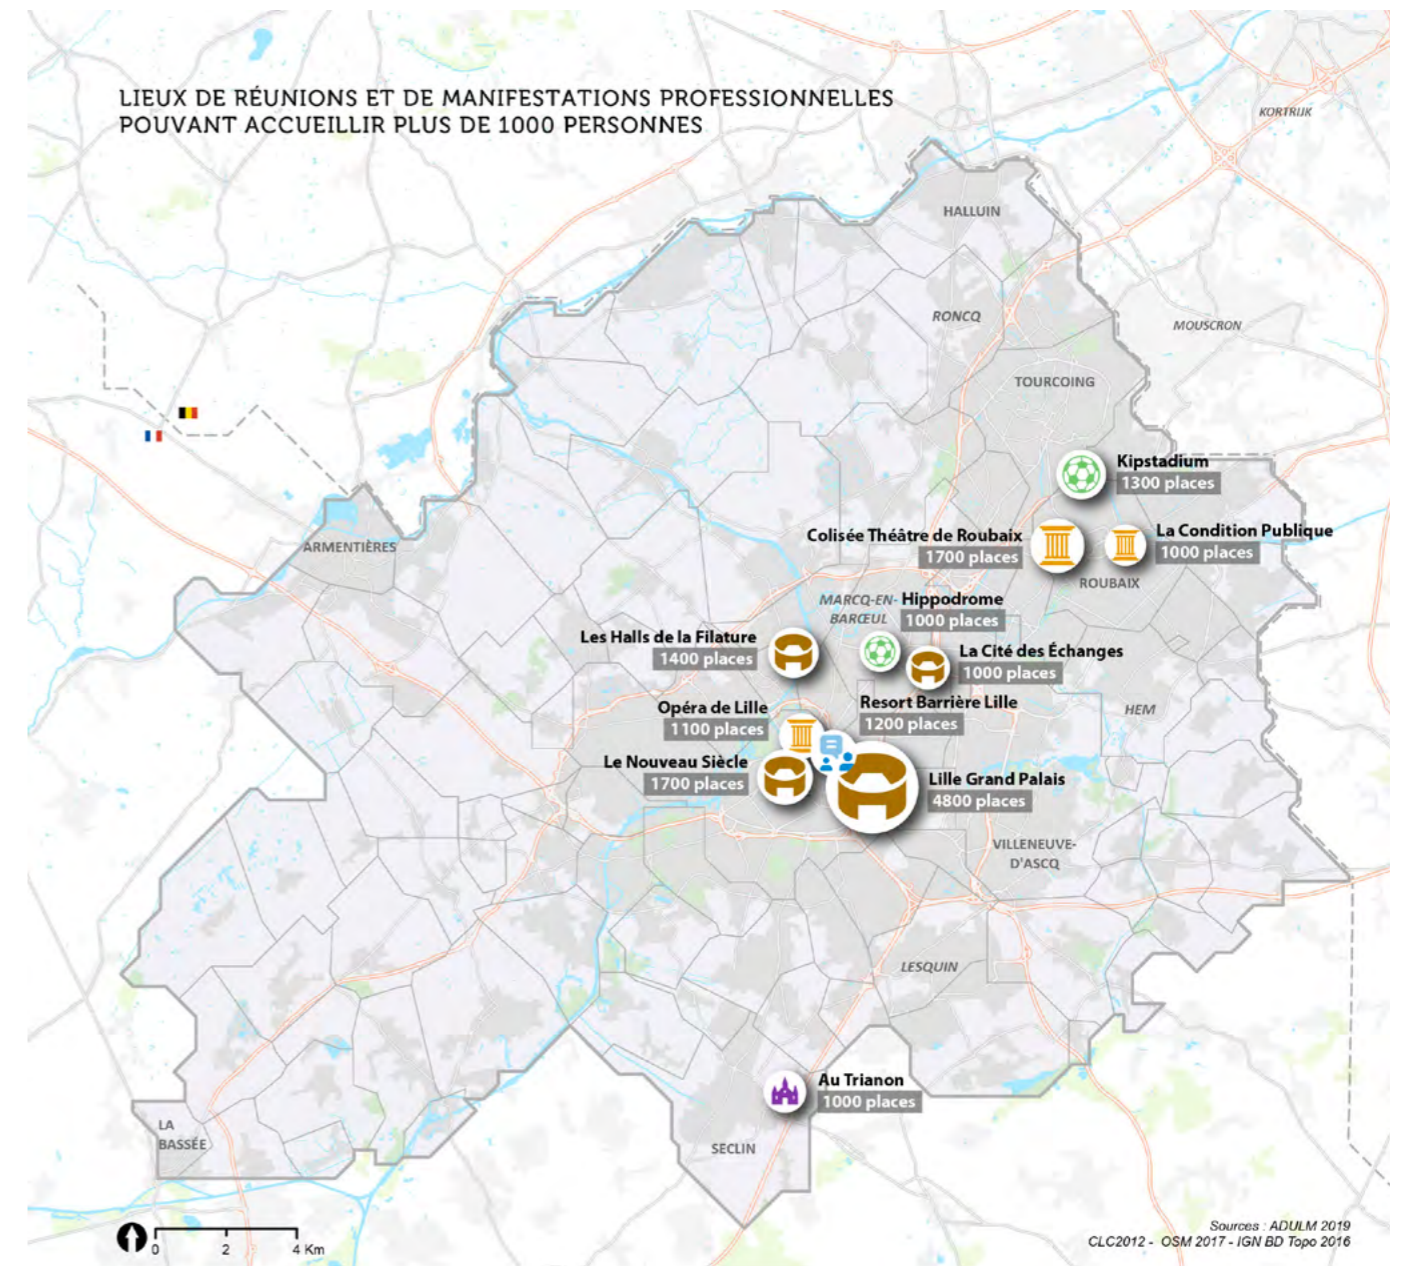 LIEUX DE RÉUNIONS ET DE MANIFESTATIONS PROFESSIONNELLES
POUVANT ACCUEILLIR PLUS DE 1000 PERSONNES
KORTRIJK
HALLUIN
RONCQ
MOUSCRON
TOURCOING
Kipstadium
1300 places
Colisée Théâtre de Roubaix
1700 places
La Condition Publique
1000 places
ARMENTIÈRES
ROUBAIX
MARCQ-EN-
BARŒUL
Hippodrome
1000 places
Les Halls de la Filature
1400 places
La Cité des Échanges
1000 places
Opéra de Lille
1100 places
Resort Barrière Lille
1200 places
HEM
Le Nouveau Siècle
1700 places
Lille Grand Palais
4800 places
VILLENEUVE-
D'ASCQ
LESQUIN
Au Trianon
1000 places
LA
BASSÉE
SECLIN
0 2 4 Km
Sources : ADULM 2019
CLC2012 - OSM 2017 - IGN BD Topo 2016